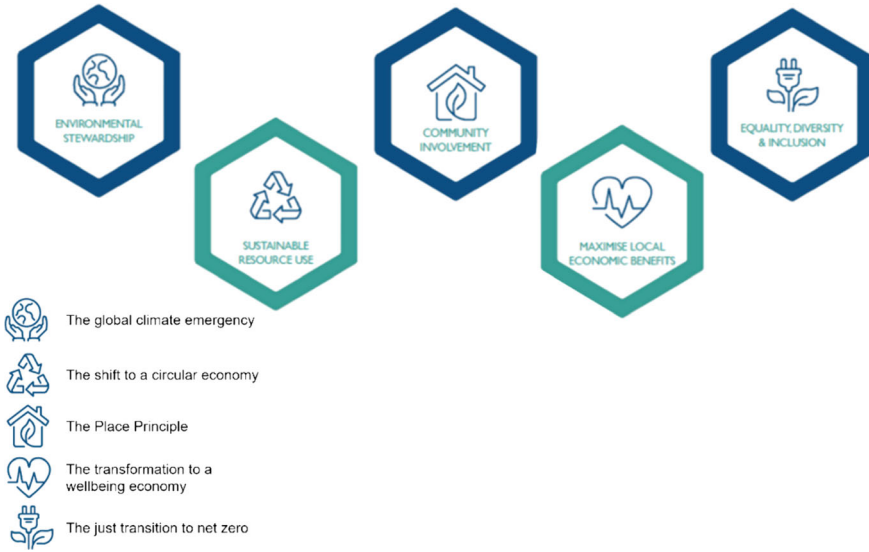 ENVIRONMENTAL
STEWARDSHIP
SUSTAINABLE
RESOURCE USE
COMMUNITY
INVOLVEMENT
MAXIMISE LOCAL
ECONOMIC BENEFITS
EQUALITY, DIVERSITY
& INCLUSION
The global climate emergency
The shift to a circular economy
The Place Principle
The transformation to a
wellbeing economy
The just transition to net zero